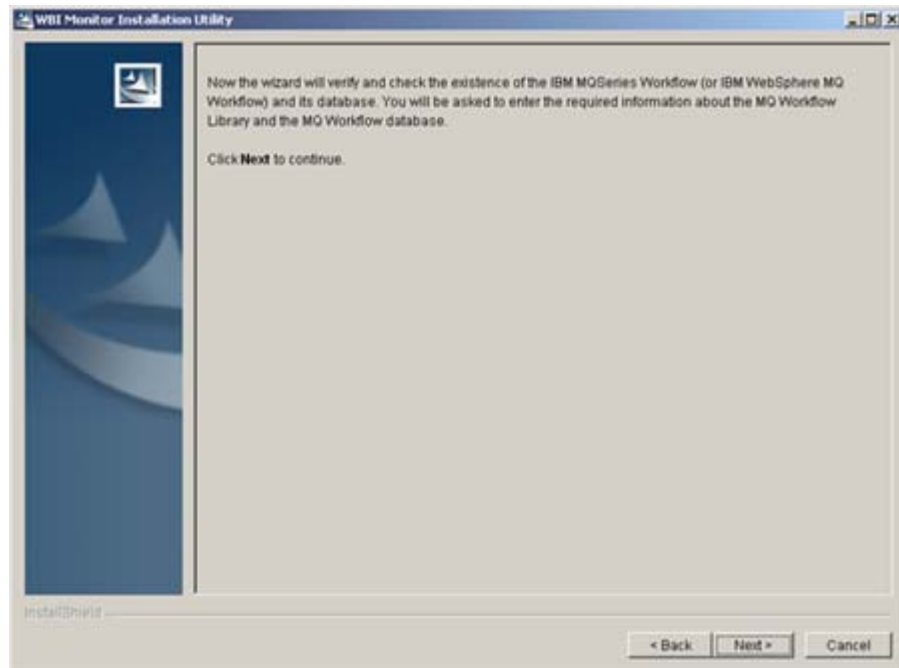 WBI Monitor Installation Utility
Now the wizard will verify and check the existence of the IBM MQSeries Workflow (or IBM WebSphere MQ
Workflow) and its database. You will be asked to enter the required information about the MQ Workflow
Library and the MQ Workflow database.
Click Next to continue.
InstallShield
< Back
Next >
Cancel